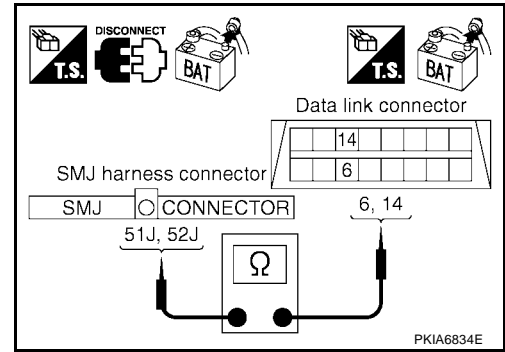 DISCONNECT
T.S.
BAT
T.S.
BAT
Data link connector
14
6
SMJ harness connector
SMJ CONNECTOR
6, 14
51J, 52J
Ω
PKIA6834E